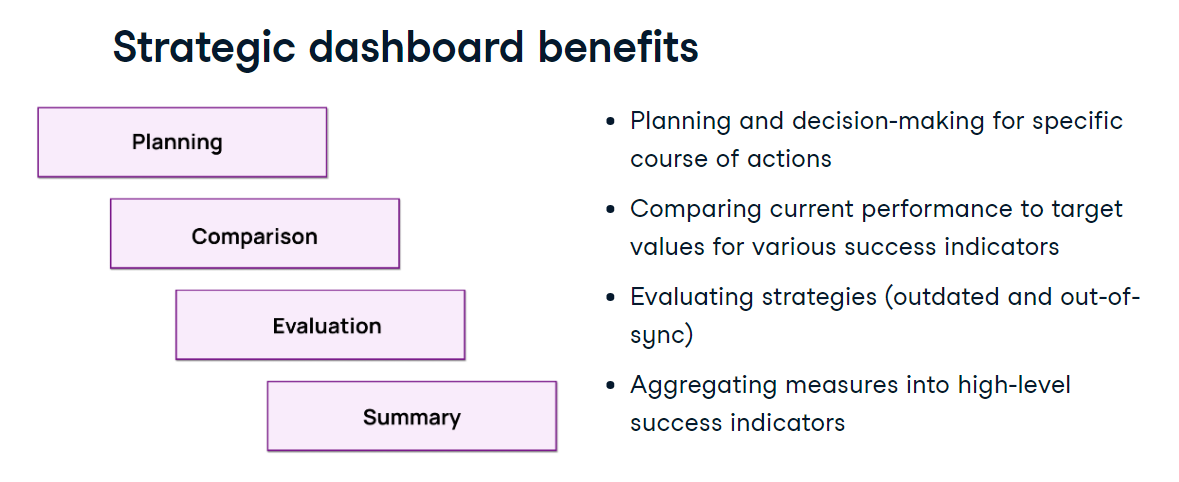 Strategic dashboard benefits
Planning
Comparison
Evaluation
Summary
• Planning and decision-making for specific
course of actions
• Comparing current performance to target
values for various success indicators
• Evaluating strategies (outdated and out-of-
sync)
• Aggregating measures into high-level
success indicators